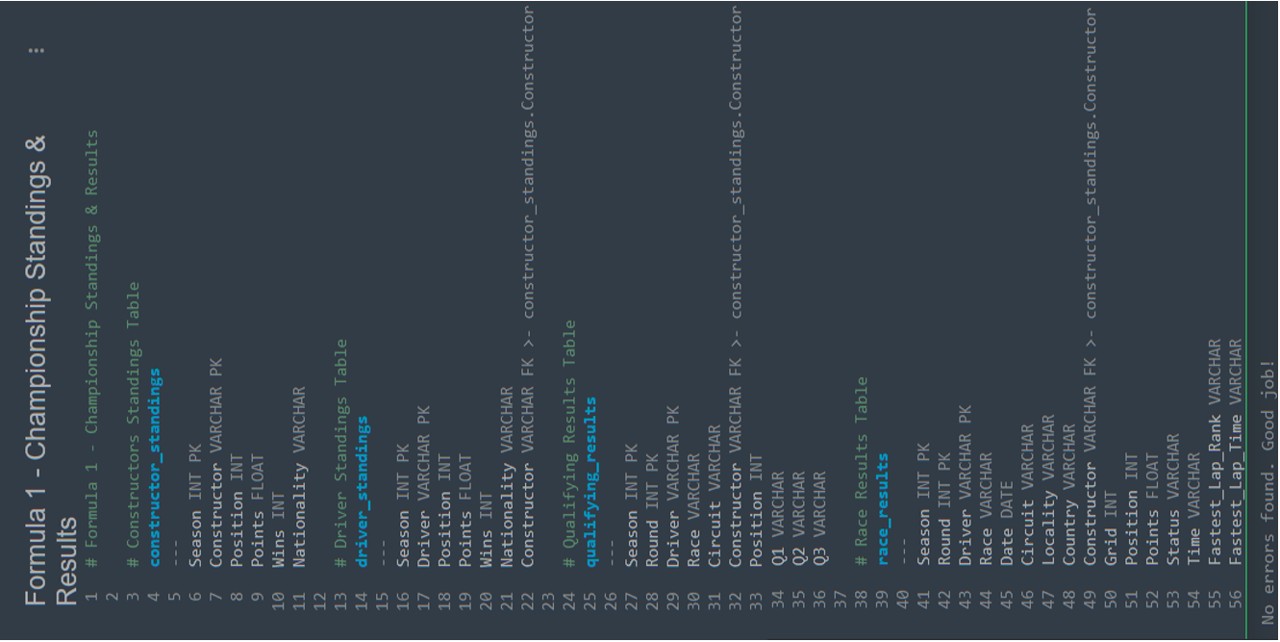 Formula 1 - Championship Standings &
Results
1 # Formula 1 - Championship Standings & Results
2
3 # Constructors Standings Table
4 constructor_standings
5 ---
6 Season INT PK
7 Constructor VARCHAR PK
8 Position INT
9 Points FLOAT
10 Wins INT
11 Nationality VARCHAR
12
13 # Driver Standings Table
14 driver_standings
15 ---
16 Season INT PK
17 Driver VARCHAR PK
18 Position INT
19 Points FLOAT
20 Wins INT
21 Nationality VARCHAR
22 Constructor VARCHAR FK >- constructor_standings.Constructor
23
24 # Qualifying Results Table
25 qualifying_results
26 ---
27 Season INT PK
28 Round INT PK
29 Driver VARCHAR PK
30 Race VARCHAR
31 Circuit VARCHAR
32 Constructor VARCHAR FK >- constructor_standings.Constructor
33 Position INT
34 Q1 VARCHAR
35 Q2 VARCHAR
36 Q3 VARCHAR
37
38 # Race Results Table
39 race_results
40 ---
41 Season INT PK
42 Round INT PK
43 Driver VARCHAR PK
44 Race VARCHAR
45 Date DATE
46 Circuit VARCHAR
47 Locality VARCHAR
48 Country VARCHAR
49 Constructor VARCHAR FK >- constructor_standings.Constructor
50 Grid INT
51 Position INT
52 Points FLOAT
53 Status VARCHAR
54 Time VARCHAR
55 Fastest_Lap_Rank VARCHAR
56 Fastest_Lap_Time VARCHAR
No errors found. Good job!